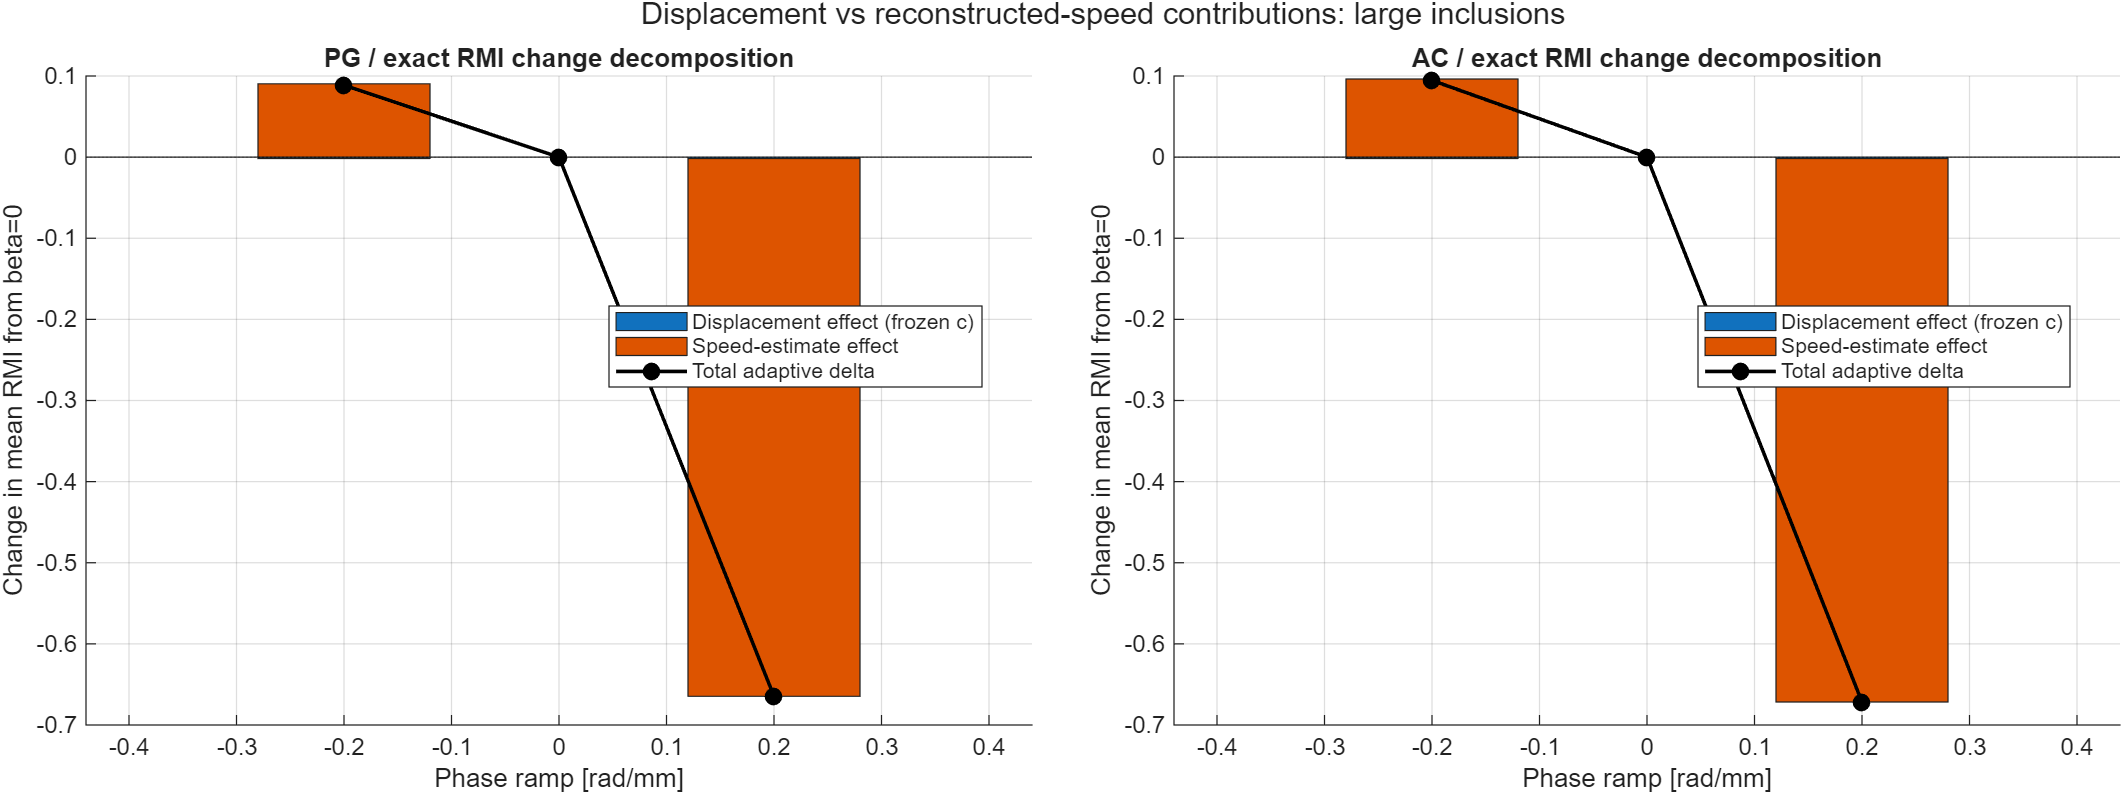 Displacement vs reconstructed-speed contributions: large inclusions
PG / exact RMI change decomposition
Change in mean RMI from beta=0
0.1
0
-0.1
-0.2
-0.3
-0.4
-0.5
-0.6
-0.7
Displacement effect (frozen c)
Speed-estimate effect
Total adaptive delta
-0.4 -0.3 -0.2 -0.1 0 0.1 0.2 0.3 0.4
Phase ramp [rad/mm]
AC / exact RMI change decomposition
Change in mean RMI from beta=0
0.1
0
-0.1
-0.2
-0.3
-0.4
-0.5
-0.6
-0.7
Displacement effect (frozen c)
Speed-estimate effect
Total adaptive delta
-0.4 -0.3 -0.2 -0.1 0 0.1 0.2 0.3 0.4
Phase ramp [rad/mm]